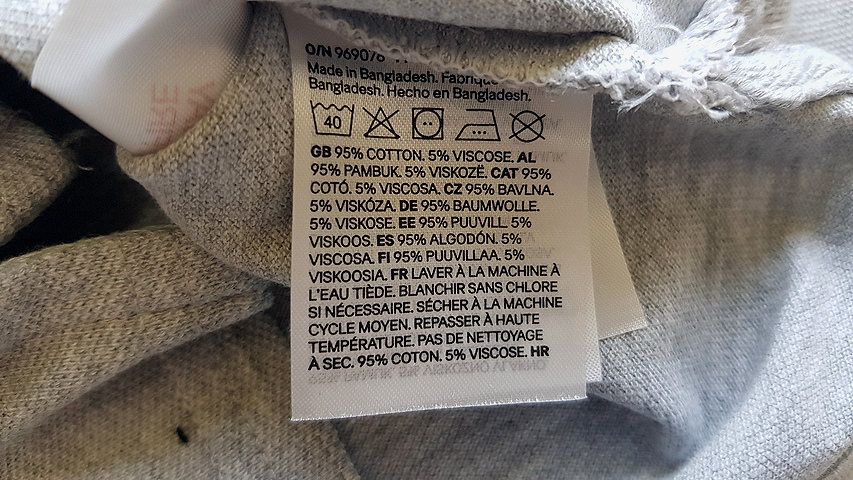 O/N 969076
Made in Bangladesh. Fabriqué
Bangladesh. Hecho en Bangladesh.
40
GB 95% COTTON. 5% VISCOSE. AL
95% PAMBUK. 5% VISKOZË. CAT 95%
COTÓ. 5% VISCOSA. CZ 95% BAVLNA.
5% VISKÓZA. DE 95% BAUMWOLLE.
5% VISKOSE. EE 95% PUUVILL. 5%
VISKOOS. ES 95% ALGODÓN. 5%
VISCOSA. FI 95% PUUVILLAA. 5%
VISKOOSIA. FR LAVER À LA MACHINE À
L'EAU TIÈDE. BLANCHIR SANS CHLORE
SI NÉCESSAIRE. SÉCHER À LA MACHINE
CYCLE MOYEN. REPASSER À HAUTE
TEMPÉRATURE. PAS DE NETTOYAGE
À SEC. 95% COTON. 5% VISCOSE. HR